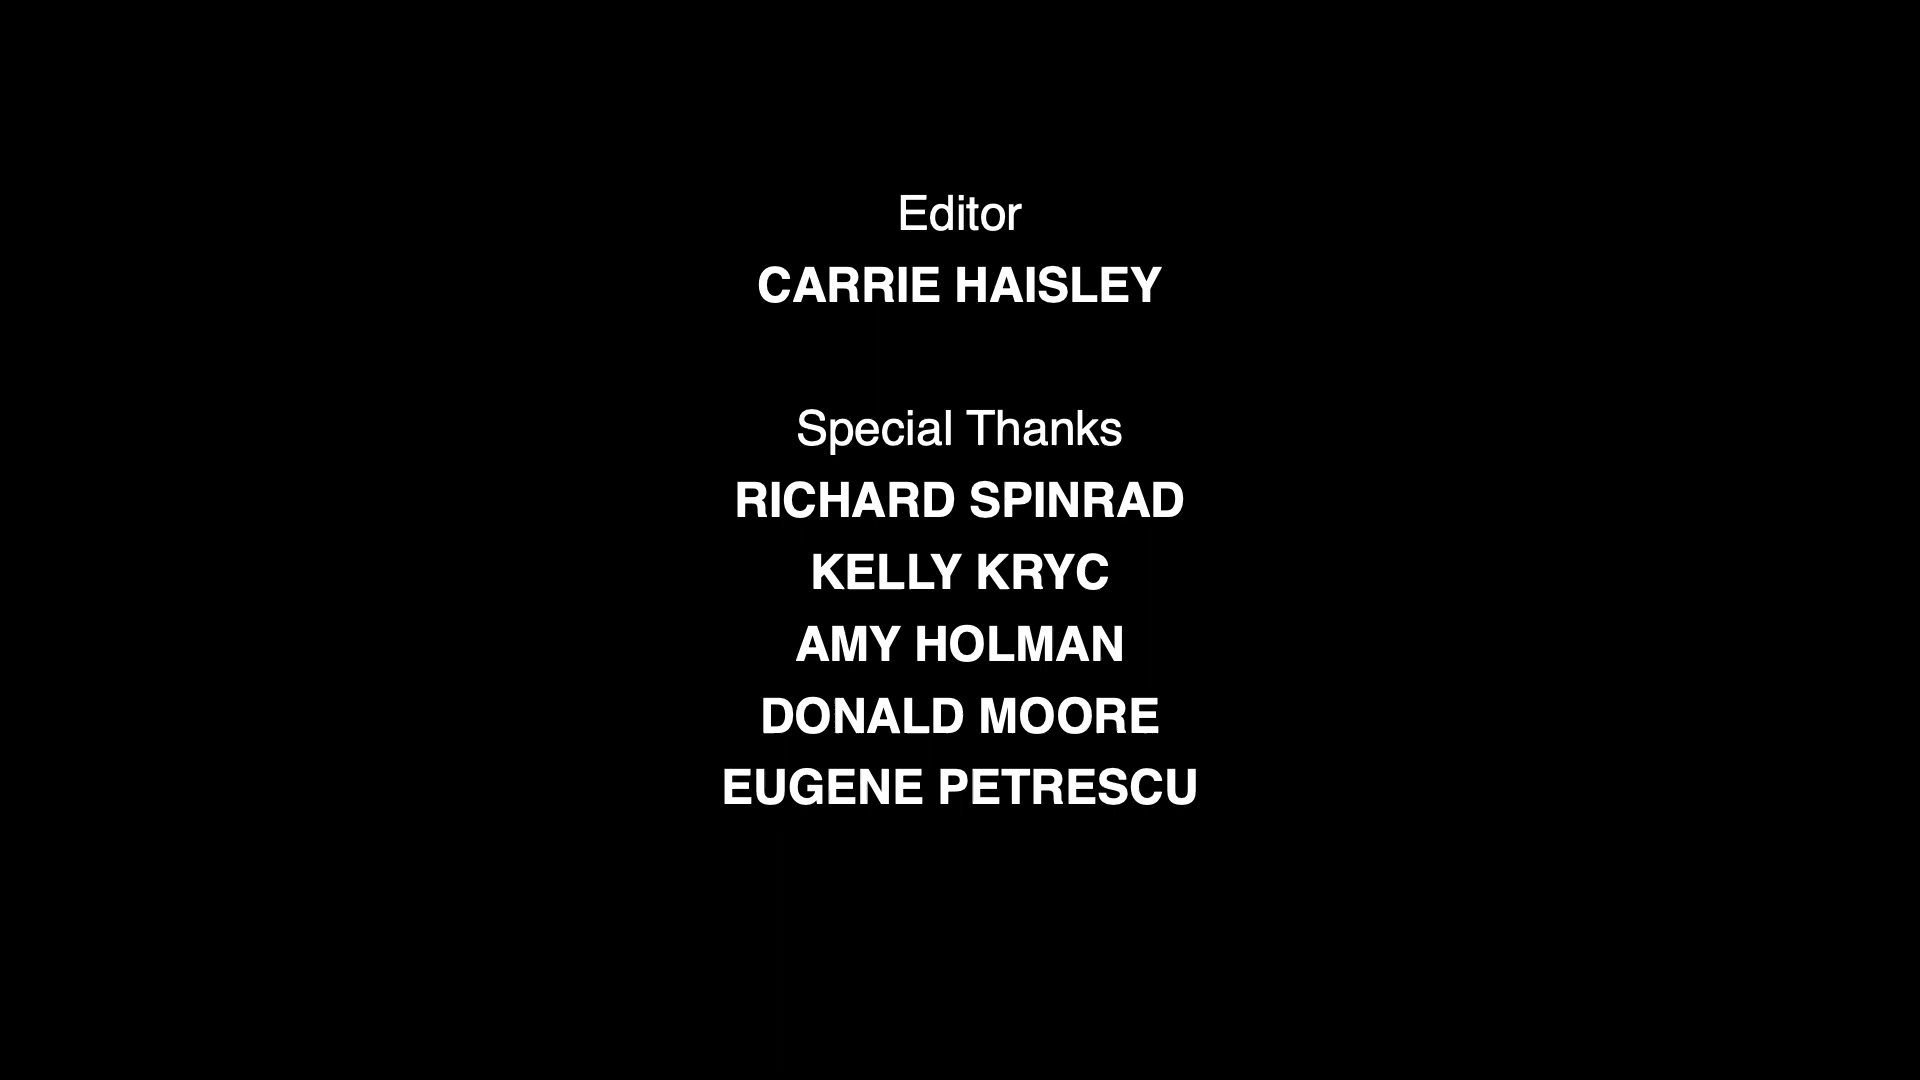 Editor
CARRIE HAISLEY
Special Thanks
RICHARD SPINRAD
KELLY KRYC
AMY HOLMAN
DONALD MOORE
EUGENE PETRESCU